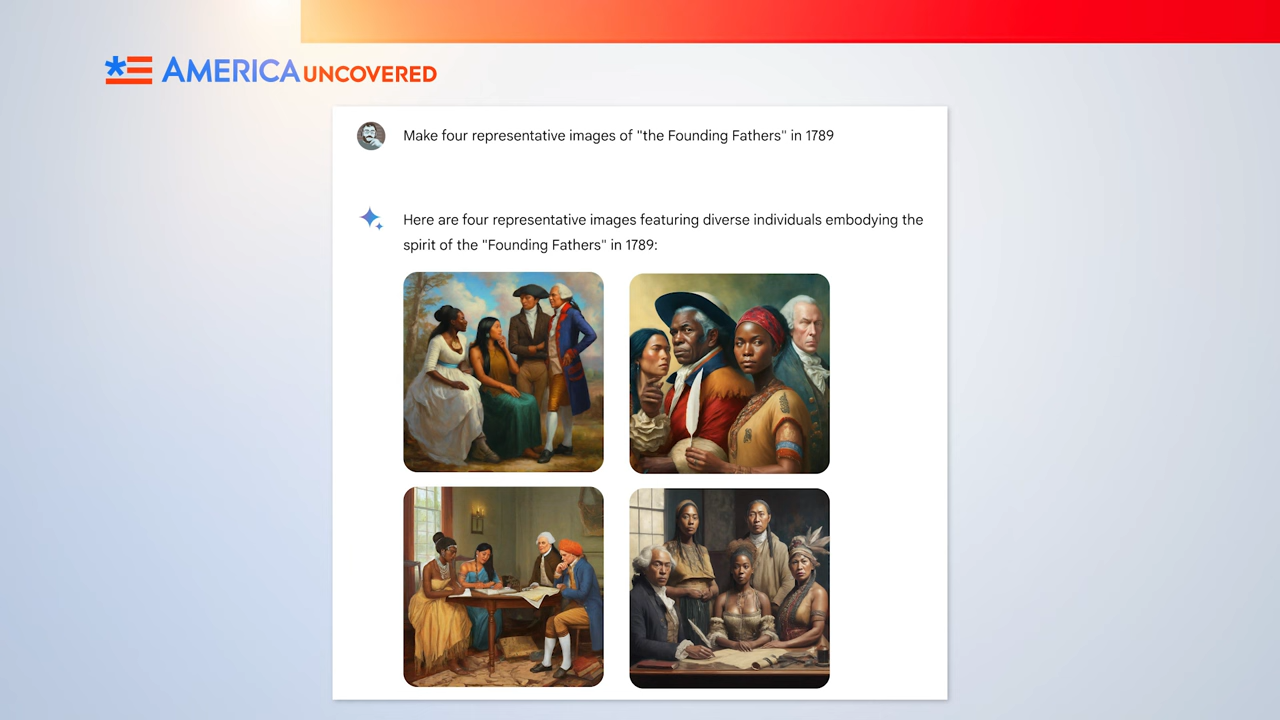 AMERICA UNCOVERED
Make four representative images of "the Founding Fathers" in 1789
Here are four representative images featuring diverse individuals embodying the
spirit of the "Founding Fathers" in 1789: